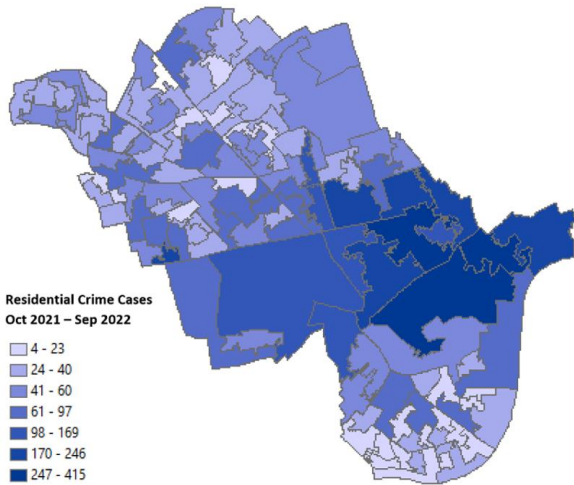 Residential Crime Cases
Oct 2021 – Sep 2022
4 - 23
24 - 40
41 - 60
61 - 97
98 - 169
170 - 246
247 - 415